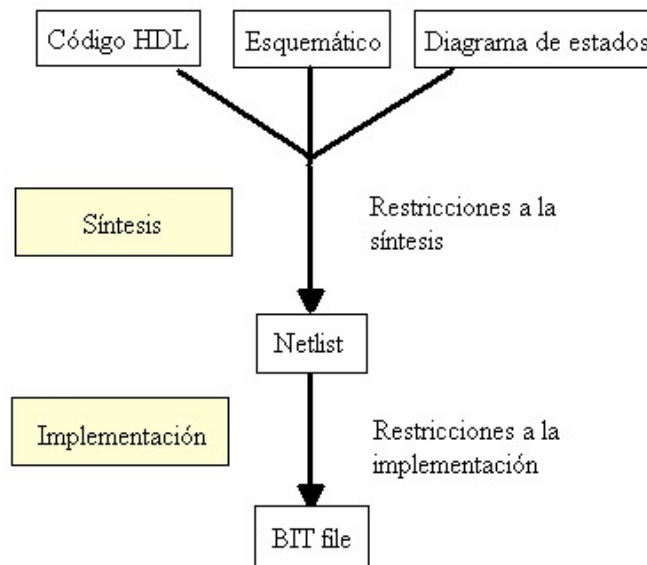 Código HDL
Esquemático
Diagrama de estados
Síntesis
Restricciones a la
síntesis
Netlist
Implementación
Restricciones a la
implementación
BIT file